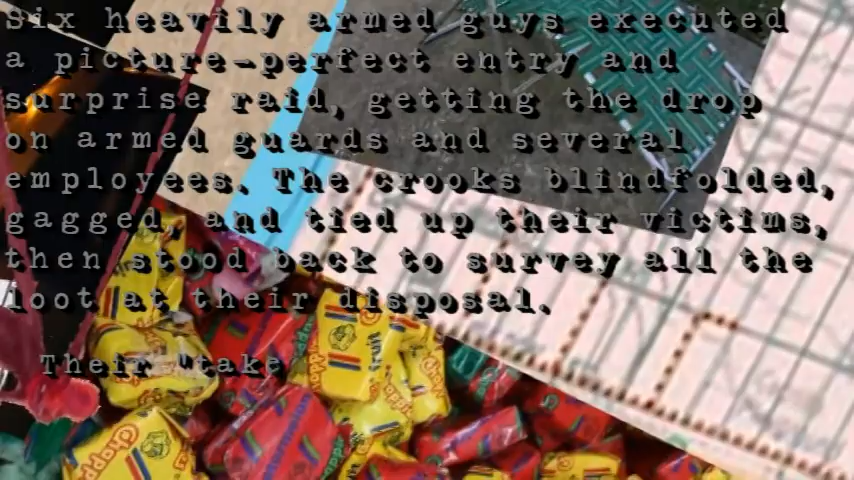 Six heavily armed guys executed
a picture-perfect entry and
surprise raid, getting the drop
on armed guards and several
employees. The crooks blindfolded,
gagged, and tied up their victims,
then stood back to survey all the
loot at their disposal.
Their "take